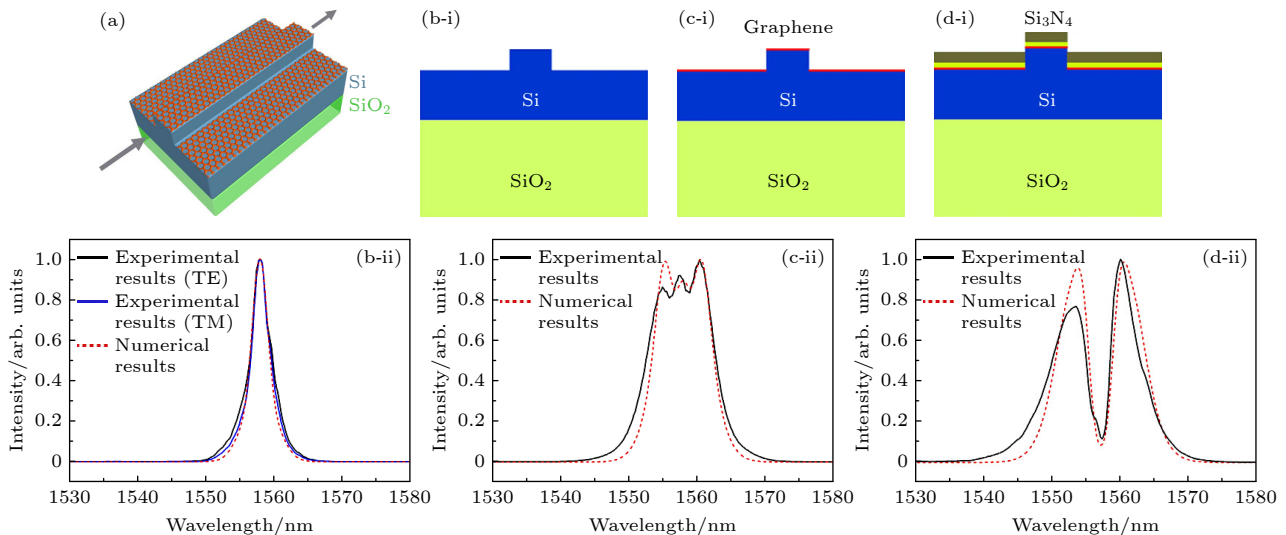 (a)
Si
SiO2
(b-i)
Si
SiO2
(c-i)
Graphene
Si
SiO2
(d-i)
Si3N4
Si
SiO2
(b-ii)
Experimental
results (TE)
Experimental
results (TM)
Numerical
results
Intensity/arb. units
1.0
0.8
0.6
0.4
0.2
0
1530 1540 1550 1560 1570 1580
Wavelength/nm
(c-ii)
Experimental
results
Numerical
results
Intensity/arb. units
1.0
0.8
0.6
0.4
0.2
0
1530 1540 1550 1560 1570 1580
Wavelength/nm
(d-ii)
Experimental
results
Numerical
results
Intensity/arb. units
1.0
0.8
0.6
0.4
0.2
0
1530 1540 1550 1560 1570 1580
Wavelength/nm